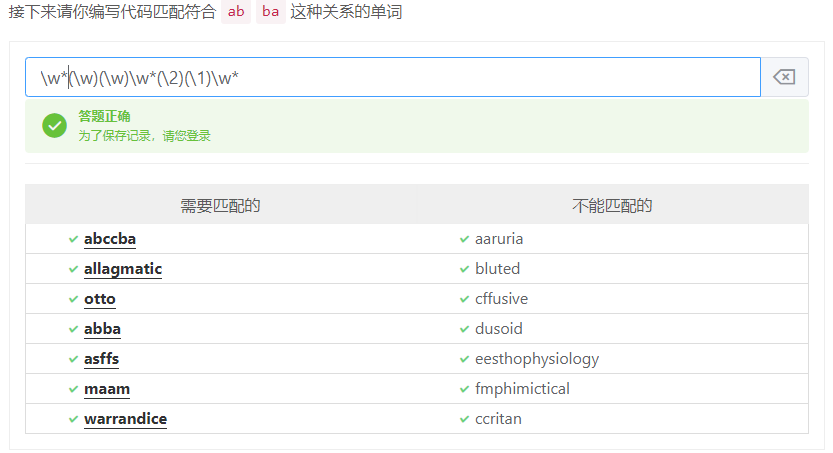 接下来请你编写代码匹配符合 ab ba 这种关系的单词
\w*(\w)(\w)\w*(\2)(\1)\w*
答题正确
为了保存记录，请您登录
需要匹配的 不能匹配的
abccba aaruria
allagmatic bluted
otto cffusive
abba dusoid
asffs eesthophysiology
maam fmphimictical
warrandice ccritan